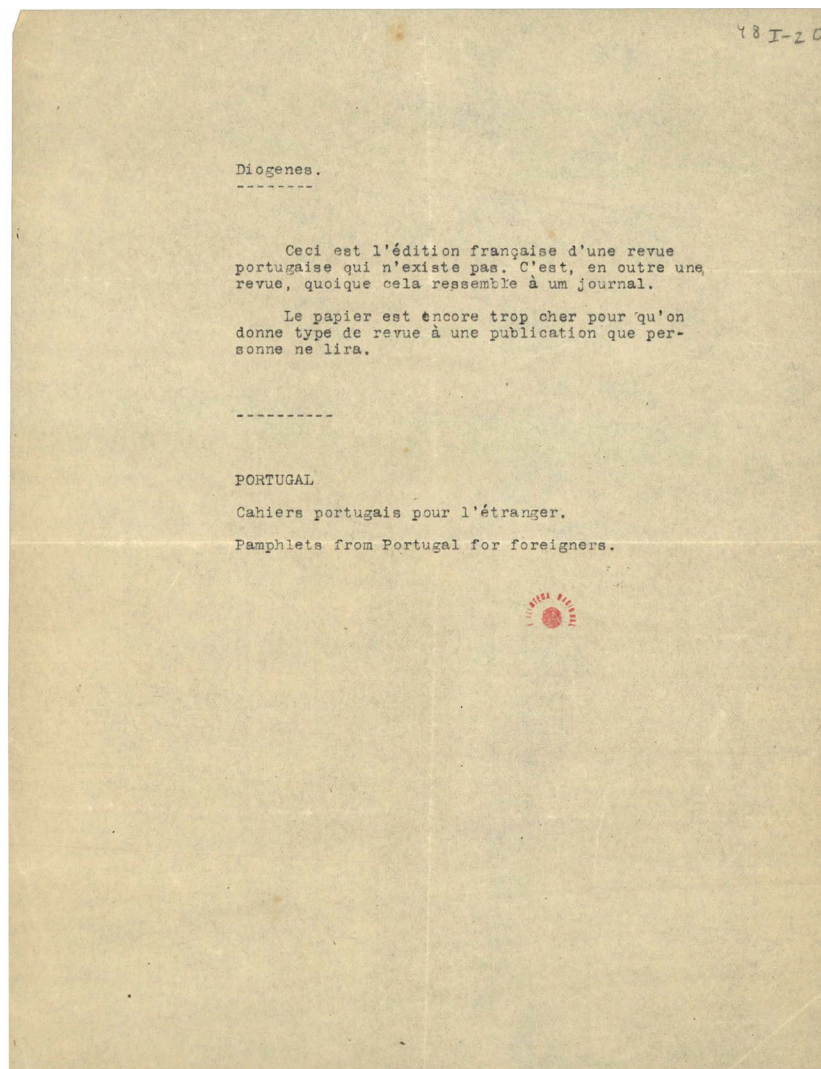 48 I-20
Diogenes.
--------
Ceci est l'édition française d'une revue
portugaise qui n'existe pas. C'est, en outre une,
revue, quoique cela ressemble à um journal.
Le papier est encore trop cher pour qu'on
donne type de revue à une publication que per-
sonne ne lira.
----------
PORTUGAL
Cahiers portugais pour l'étranger.
Pamphlets from Portugal for foreigners.
NACIONAL